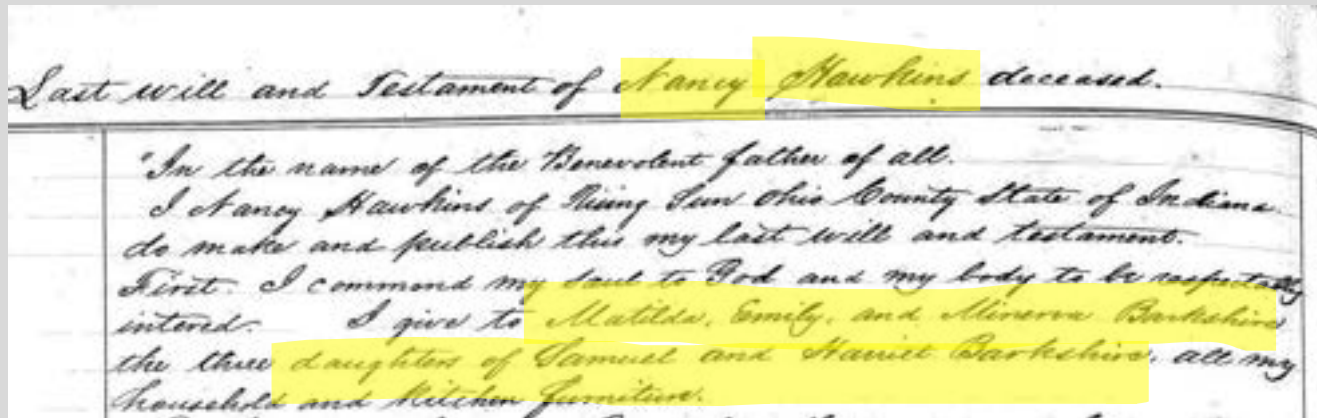 Last will and Testament of Nancy Hawkins deceased.
"In the name of the Benevolent father of all.
I Nancy Hawkins of Rising Sun Ohio County State of Indiana.
do make and publish this my last will and testament.
First. I commend my soul to God and my body to be respectally
intered. I give to Matilda, Emily, and Minerva Barkshire
the three daughters of Samuel and Harriet Barkshire, all my
household and Kitchen furniture.